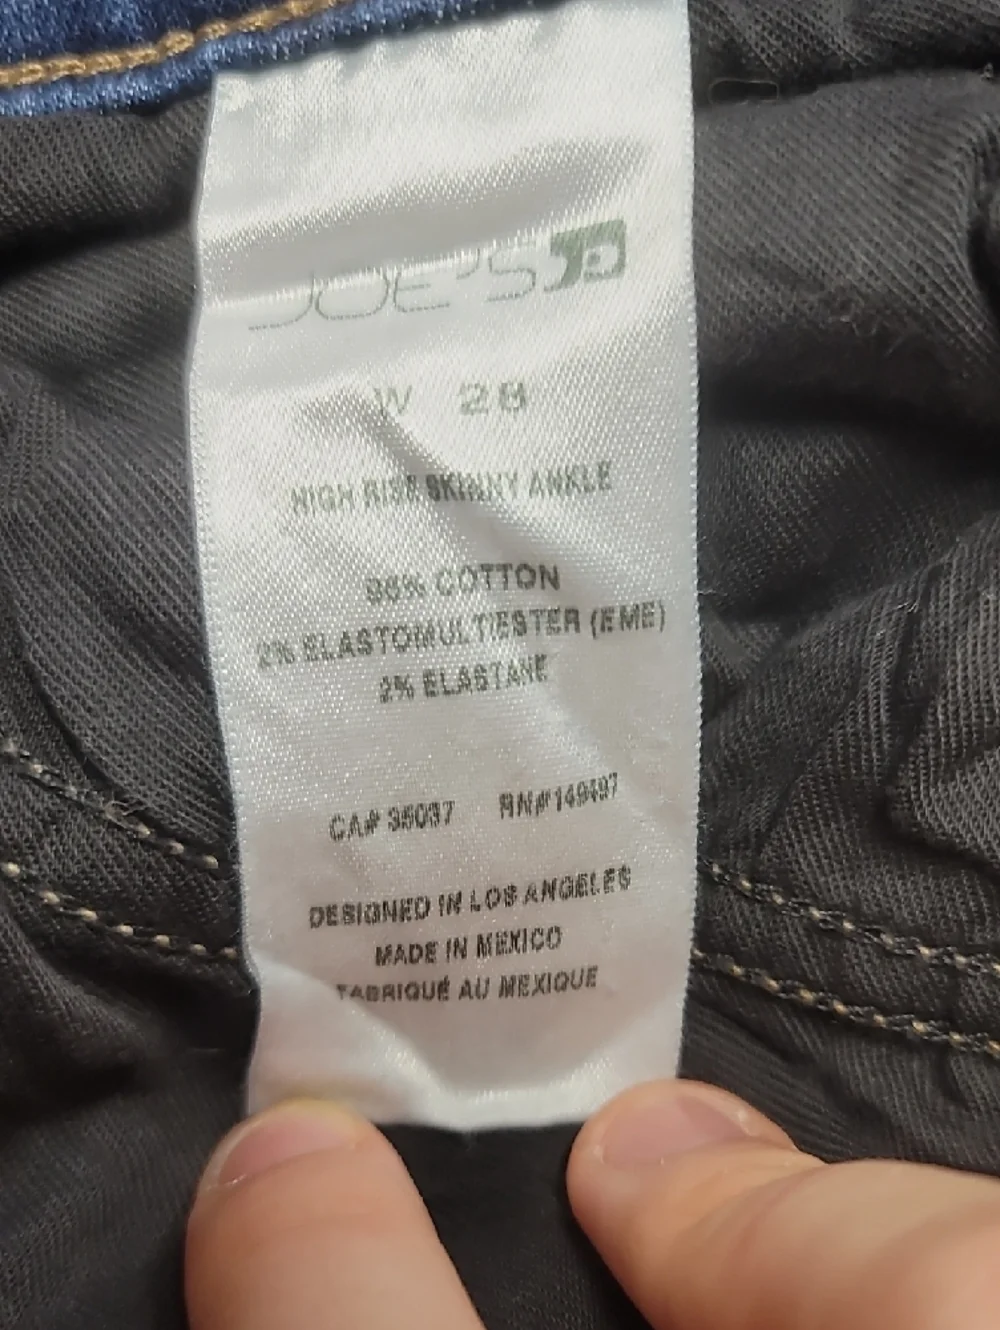 JOE'S
W 28
HIGH RISE SKINNY ANKLE
96% COTTON
2% ELASTOMULTIESTER (EME)
2% ELASTANE
CA# 36037 RN# 149497
DESIGNED IN LOS ANGELES
MADE IN MEXICO
FABRIQUÉ AU MEXIQUE